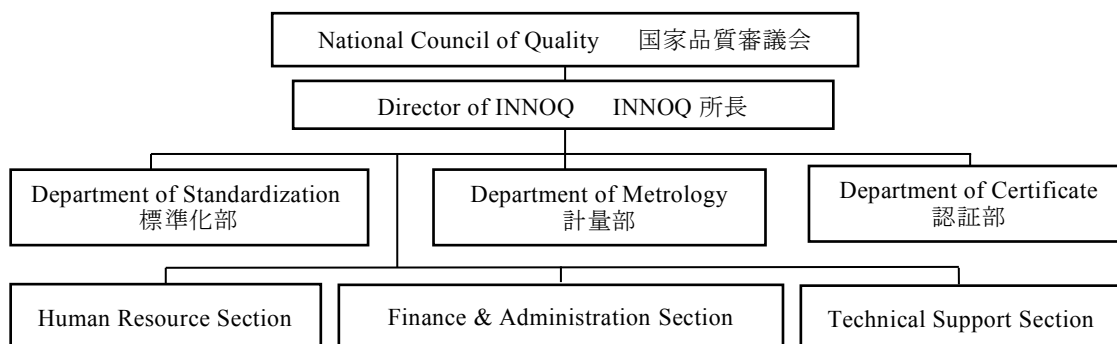 National Council of Quality 国家品質審議会
Director of INNOQ INNOQ 所長
Department of Standardization
標準化部
Department of Metrology
計量部
Department of Certificate
認証部
Human Resource Section
Finance & Administration Section
Technical Support Section